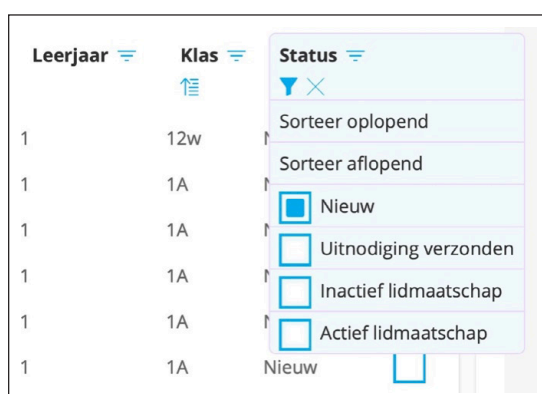 Leerjaar Klas Status
Sorteer oplopend
1 12w
Sorteer aflopend
1 1A
Nieuw
1 1A
Uitnodiging verzonden
1 1A
Inactief lidmaatschap
1 1A
Actief lidmaatschap
1 1A Nieuw